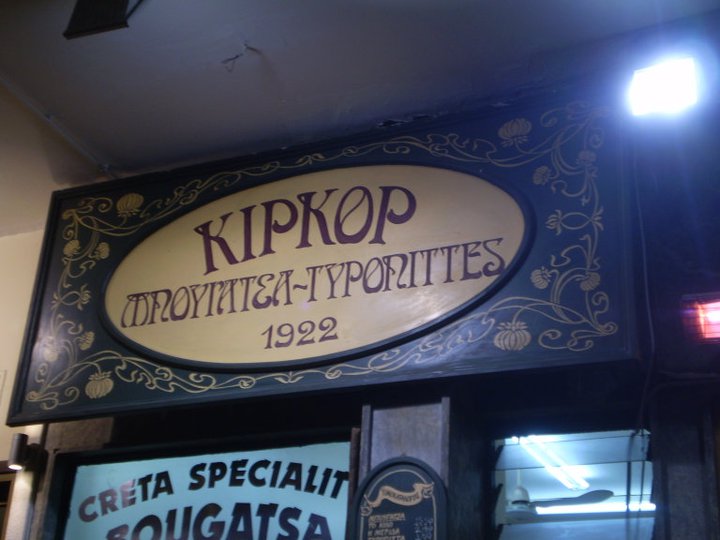 ΚΙΡΚΟΡ
ΜΠΟΥΓΑΤΣΑ~ΤΥΡΟΠΙΤΤΕΣ
1922
CRETA SPECIALIT
BOUGATSA